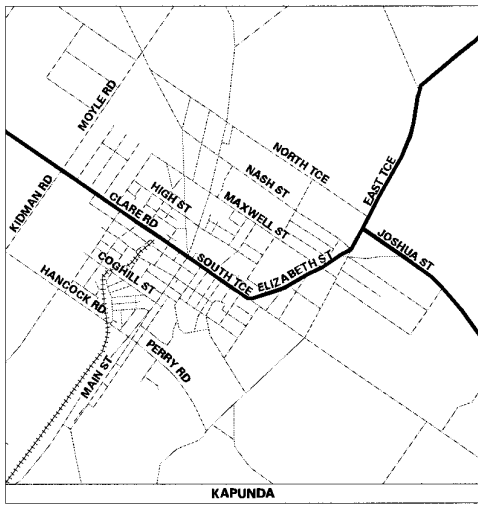 MOYLE RD
NORTH TCE
NASH ST
EAST TCE
KIDMAN RD
HIGH ST
MAXWELL ST
CLARE RD
JOSHUA ST
COGHILL ST
SOUTH TCE
ELIZABETH ST
HANCOCK RD
PERRY RD
MAIN ST
KAPUNDA